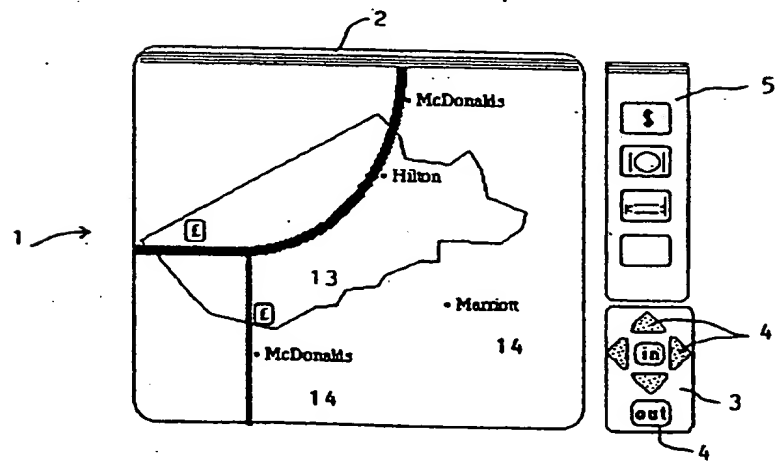 2
5
$
McDonalds
Hilton
£
1
13
£
Marriott
4
in
14
McDonalds
3
14
out
4